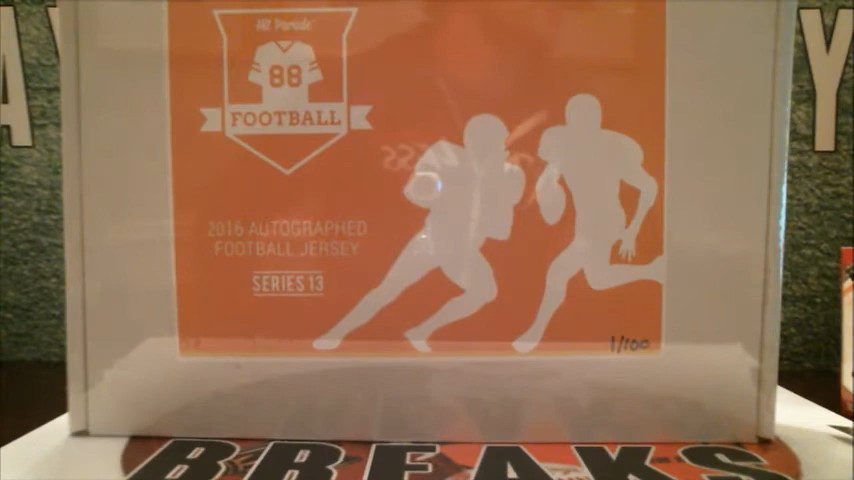 Hit Parade
88
FOOTBALL
2016 AUTOGRAPHED
FOOTBALL JERSEY
SERIES 13
1/100
BREAKS